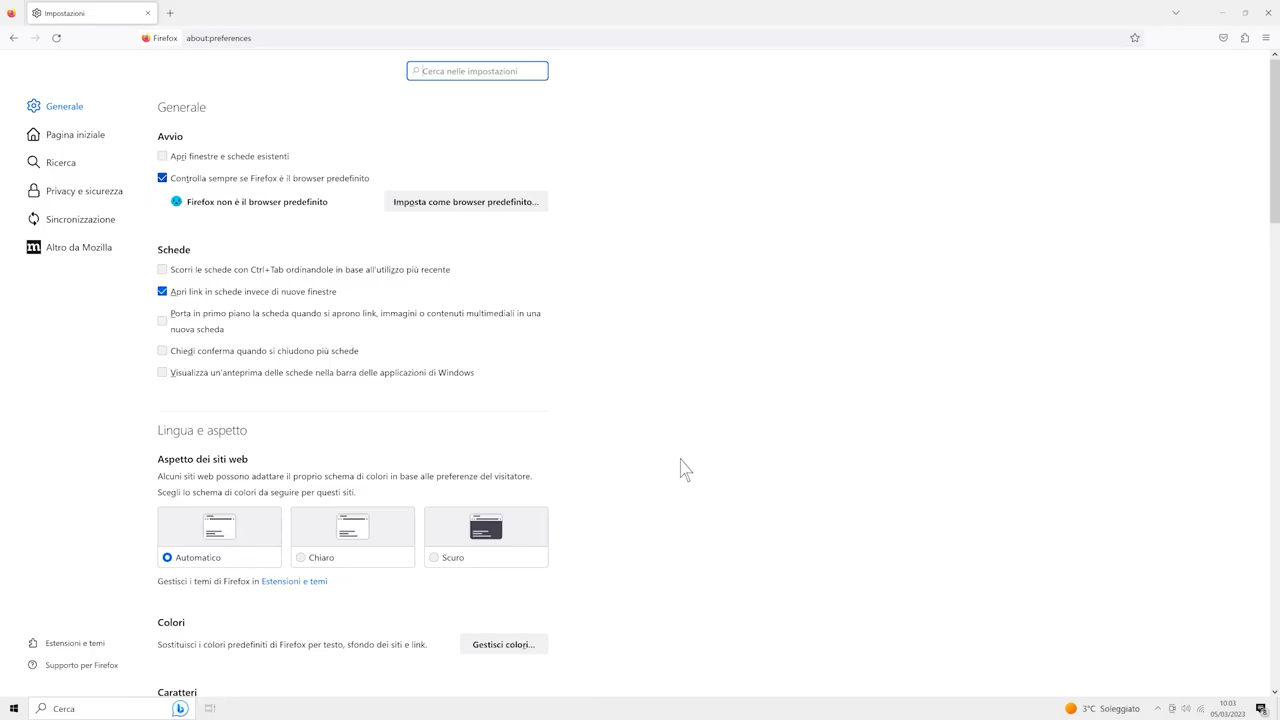 Impostazioni
Firefox about:preferences
Cerca nelle impostazioni
Generale
Pagina iniziale
Ricerca
Privacy e sicurezza
Sincronizzazione
Altro da Mozilla
Estensioni e temi
Supporto per Firefox
Generale
Avvio
Apri finestre e schede esistenti
Controlla sempre se Firefox è il browser predefinito
Firefox non è il browser predefinito
Imposta come browser predefinito...
Schede
Scorri le schede con Ctrl+Tab ordinandole in base all'utilizzo più recente
Apri link in schede invece di nuove finestre
Porta in primo piano la scheda quando si aprono link, immagini o contenuti multimediali in una
nuova scheda
Chiedi conferma quando si chiudono più schede
Visualizza un'anteprima delle schede nella barra delle applicazioni di Windows
Lingua e aspetto
Aspetto dei siti web
Alcuni siti web possono adattare il proprio schema di colori in base alle preferenze del visitatore.
Scegli lo schema di colori da seguire per questi siti.
Automatico
Chiaro
Scuro
Gestisci i temi di Firefox in Estensioni e temi
Colori
Sostituisci i colori predefiniti di Firefox per testo, sfondo dei siti e link.
Gestisci colori...
Caratteri
Cerca
3°C Soleggiato
10:03
05/03/2023